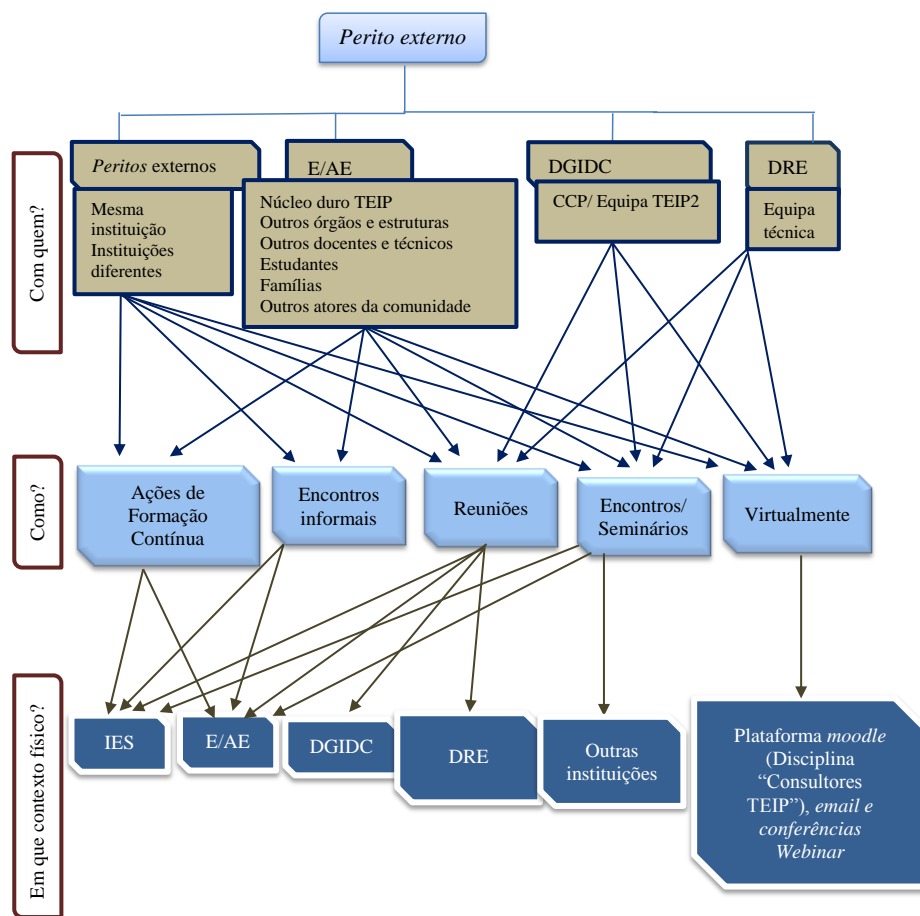 Perito externo
Com quem?
Peritos externos
Mesma
instituição
Instituições
diferentes
E/AE
Núcleo duro TEIP
Outros órgãos e estruturas
Outros docentes e técnicos
Estudantes
Famílias
Outros atores da comunidade
DGIDC
CCP/ Equipa TEIP2
DRE
Equipa
técnica
Como?
Ações de
Formação
Contínua
Encontros
informais
Reuniões
Encontros/
Seminários
Virtualmente
Em que contexto físico?
IES
E/AE
DGIDC
DRE
Outras
instituições
Plataforma moodle
(Disciplina
“Consultores
TEIP”), email e
conferências
Webinar